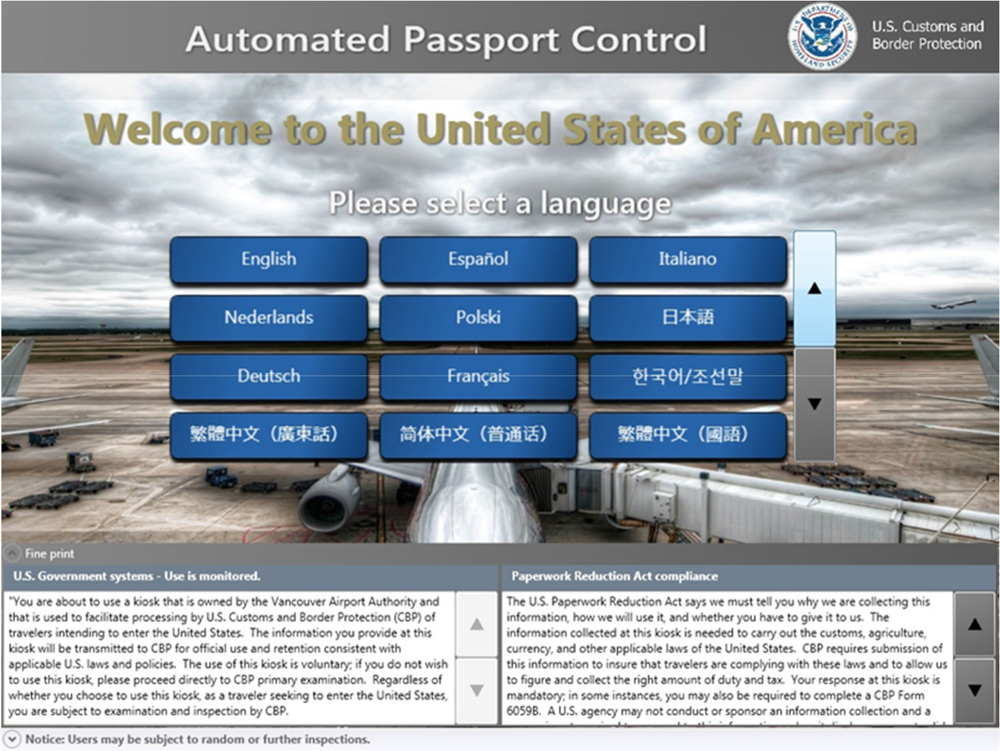 Automated Passport Control
U.S. Customs and
Border Protection
Welcome to the United States of America
Please select a language
English
Español
Italiano
Nederlands
Polski
日本語
Deutsch
Français
한국어/조선말
繁體中文（廣東話）
简体中文（普通话）
繁體中文（國語）
Fine print
U.S. Government systems - Use is monitored.
"You are about to use a kiosk that is owned by the Vancouver Airport Authority and
that is used to facilitate processing by U.S. Customs and Border Protection (CBP) of
travelers intending to enter the United States.  The information you provide at this
kiosk will be transmitted to CBP for official use and retention consistent with
applicable U.S. laws and policies.  The use of this kiosk is voluntary; if you do not wish
to use this kiosk, please proceed directly to CBP primary examination.  Regardless of
whether you choose to use this kiosk, as a traveler seeking to enter the United States,
you are subject to examination and inspection by CBP.
Paperwork Reduction Act compliance
The U.S. Paperwork Reduction Act says we must tell you why we are collecting this
information, how we will use it, and whether you have to give it to us.  The
information collected at this kiosk is needed to carry out the customs, agriculture,
currency, and other applicable laws of the United States.  CBP requires submission of
this information to insure that travelers are complying with these laws and to allow us
to figure and collect the right amount of duty and tax.  Your response at this kiosk is
mandatory; in some instances, you may also be required to complete a CBP Form
6059B.  A U.S. agency may not conduct or sponsor an information collection and a
Notice: Users may be subject to random or further inspections.